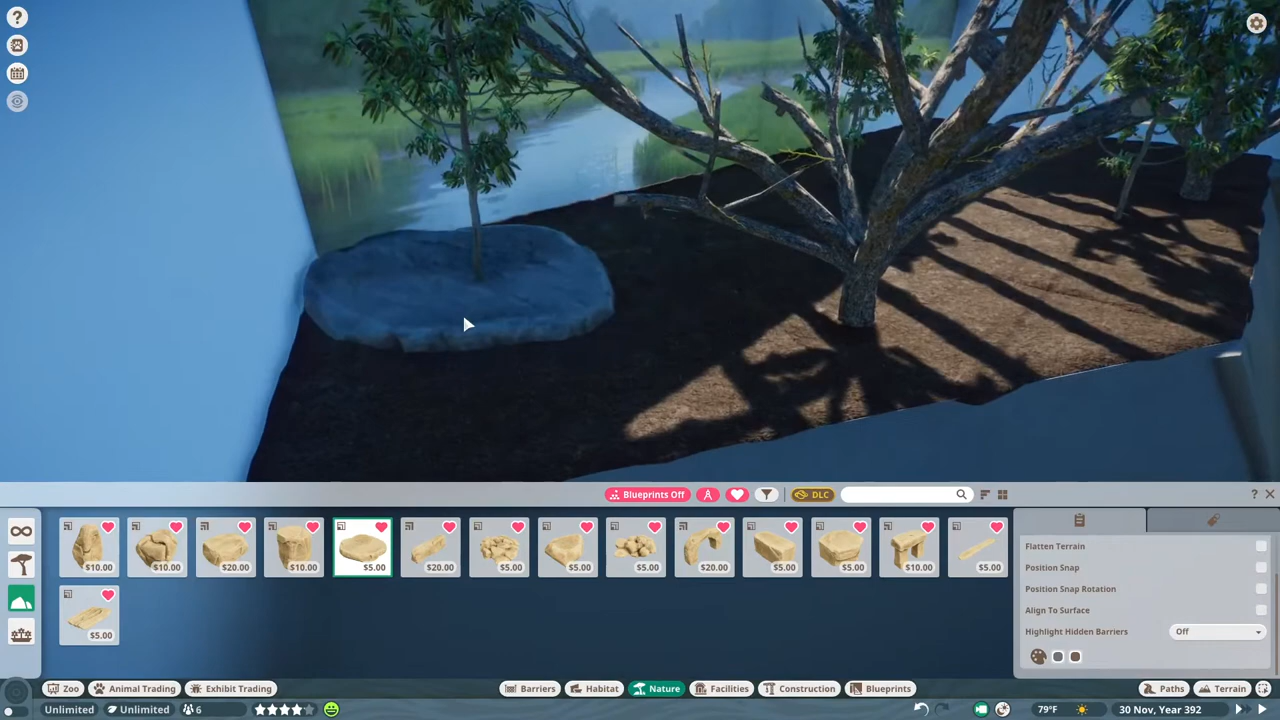 ?
Blueprints Off
DLC
?
$10.00
$10.00
$20.00
$10.00
$5.00
$20.00
$5.00
$5.00
$5.00
$20.00
$5.00
$5.00
$10.00
$5.00
$5.00
Flatten Terrain
Position Snap
Position Snap Rotation
Align To Surface
Highlight Hidden Barriers
Off
Zoo
Animal Trading
Exhibit Trading
Barriers
Habitat
Nature
Facilities
Construction
Blueprints
Paths
Terrain
Unlimited
Unlimited
6
79°F
30 Nov, Year 392